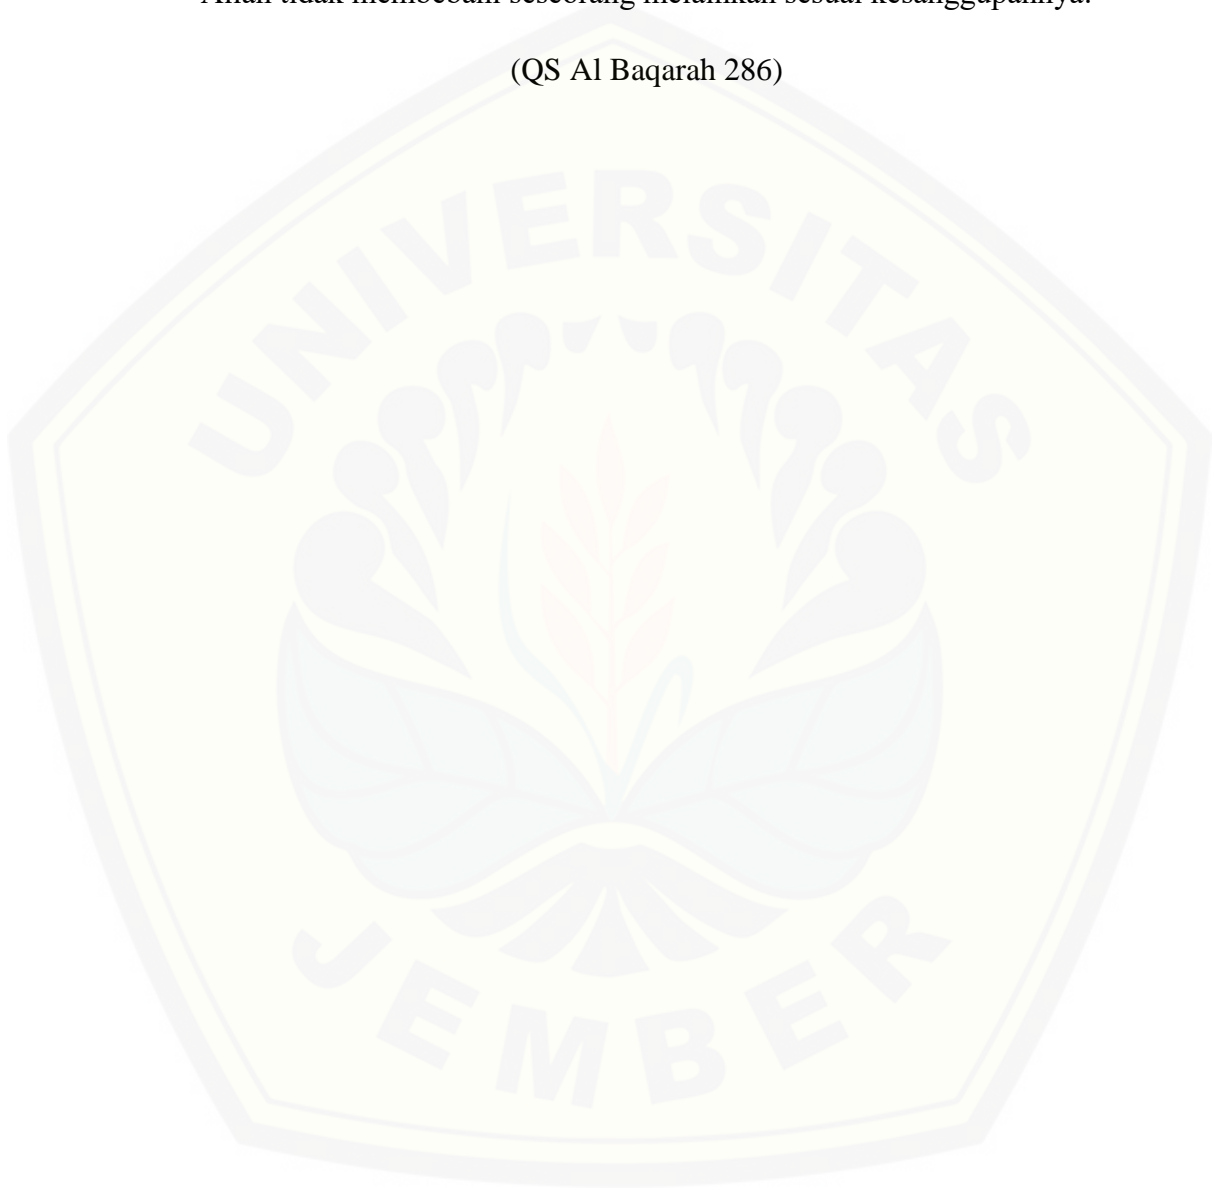 Allah tidak membebani seseorang melainkan sesuai kesanggupannya.
(QS Al Baqarah 286)
UNIVERSITAS
JEMBER